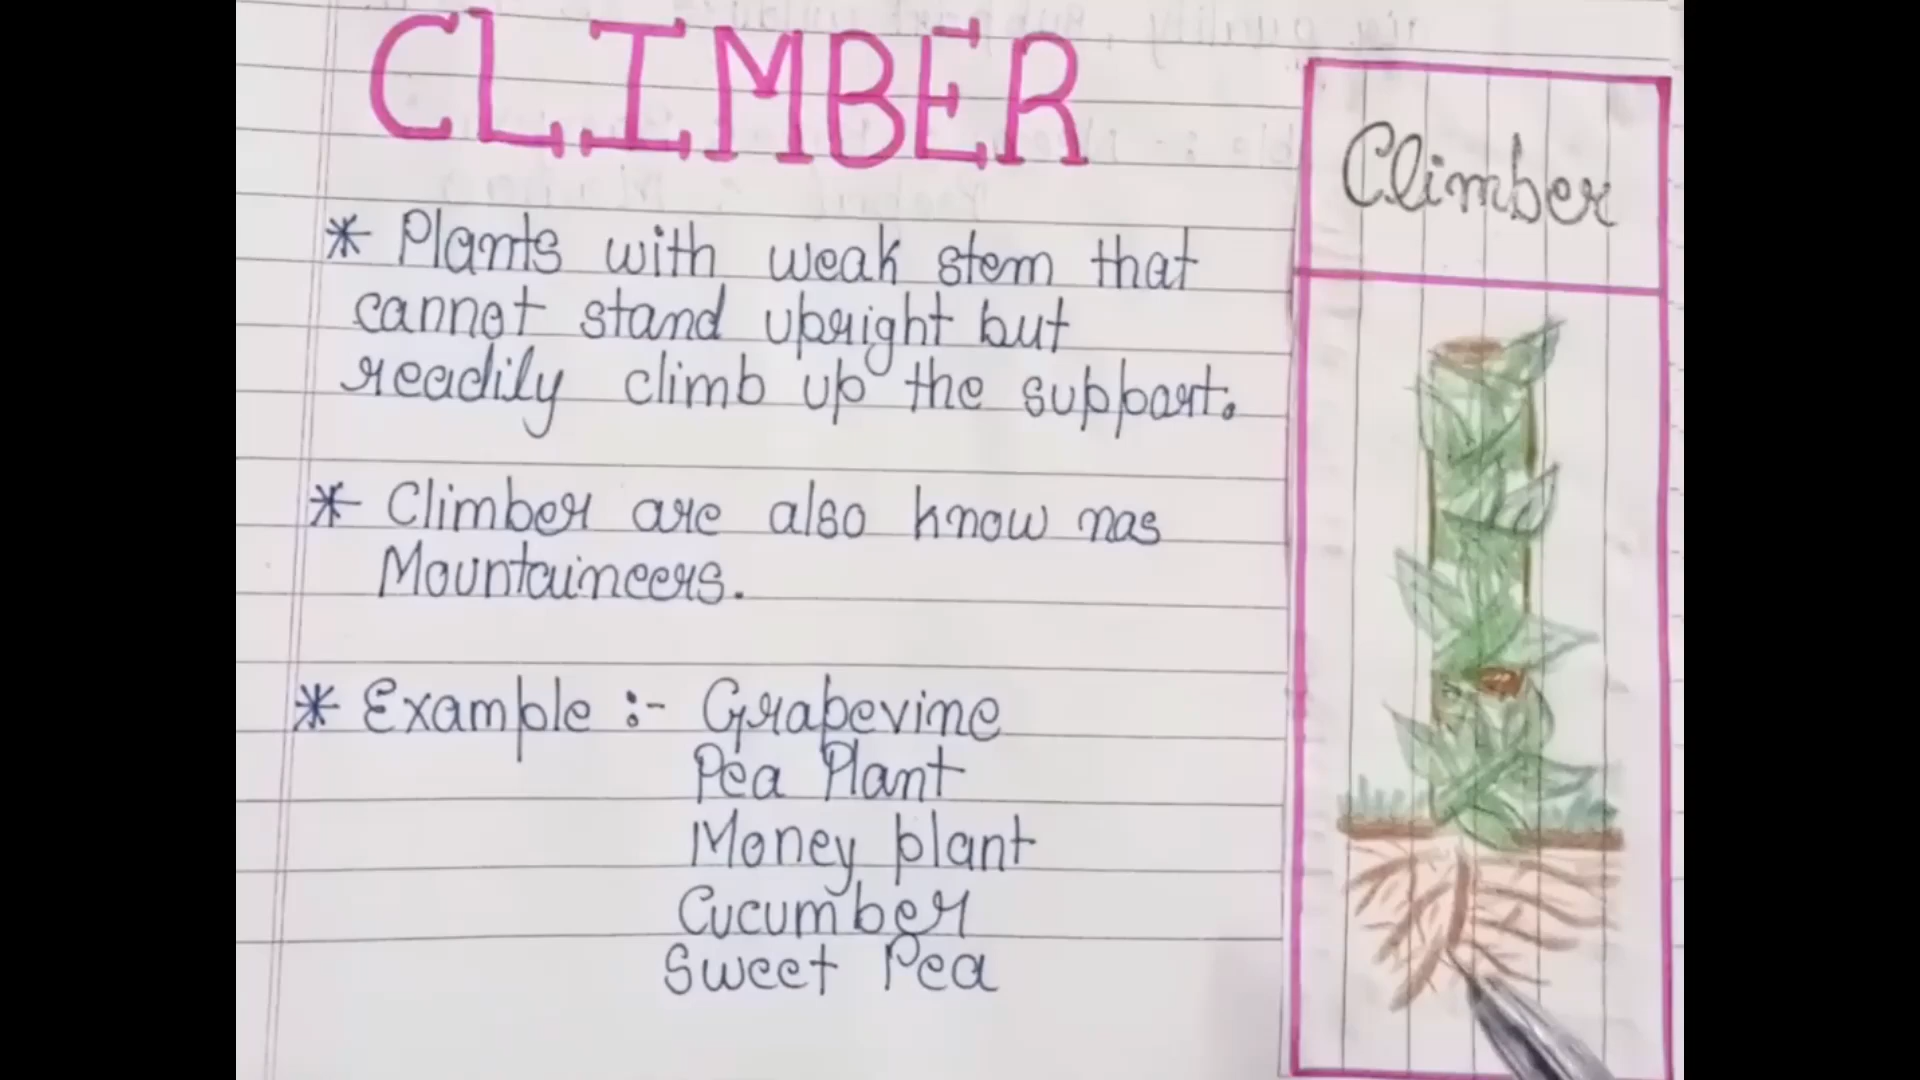 CLIMBER
Climber
* Plants with weak stem that
cannot stand upright but
readily climb up the support.
* Climber are also know nas
Mountaineers.
* Example :- Grapevine
Pea Plant
Money plant
Cucumber
Sweet Pea